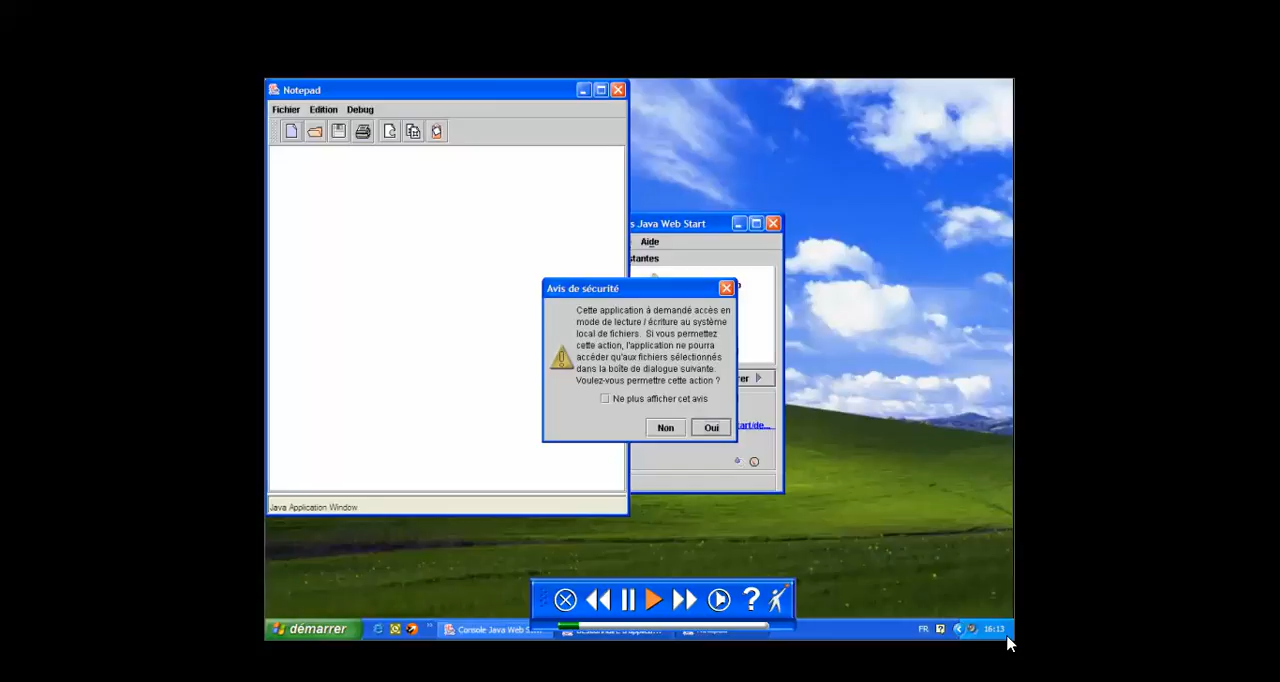 Notepad
Fichier Edition Debug
s Java Web Start
Aide
stantes
Avis de sécurité
Cette application à demandé accès en
mode de lecture / écriture au système
local de fichiers. Si vous permettez
cette action, l'application ne pourra
accéder qu'aux fichiers sélectionnés
dans la boîte de dialogue suivante.
Voulez-vous permettre cette action ?
Ne plus afficher cet avis
Non Oui
rer
art/de...
Java Application Window
?
démarrer
Console Java Web S...
FR
16:13